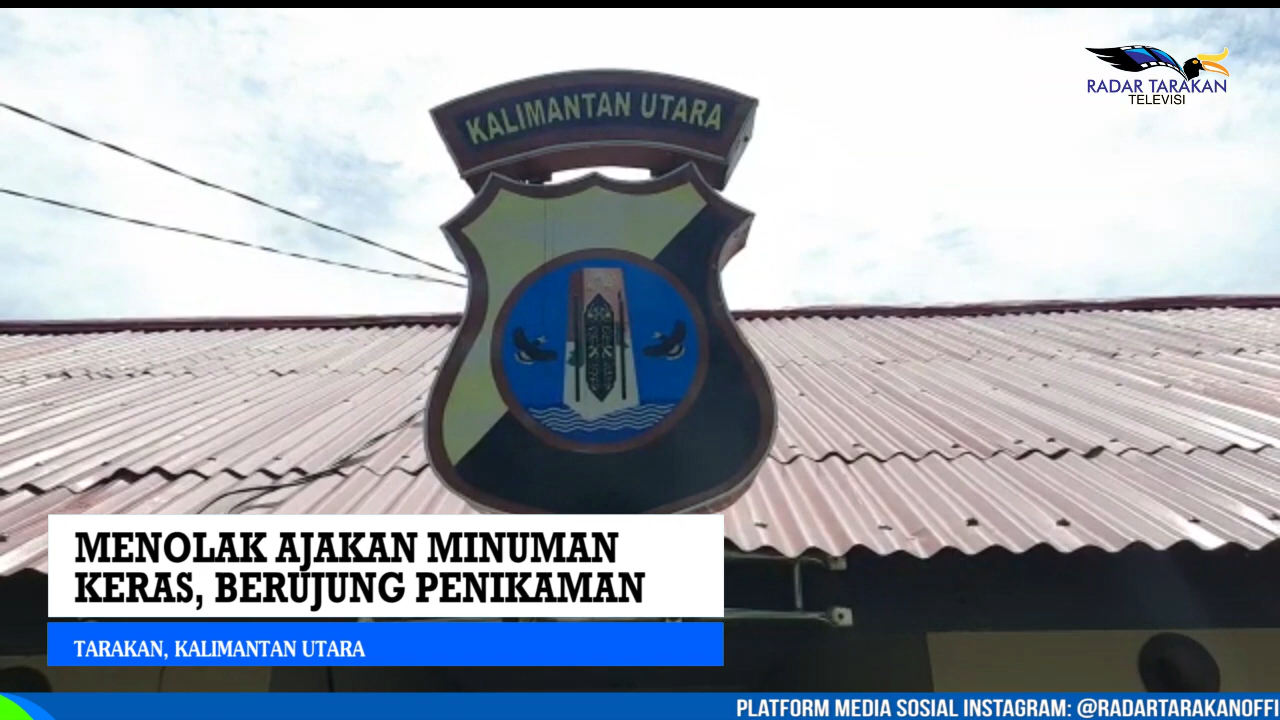 RADAR TARAKAN
TELEVISI
KALIMANTAN UTARA
MENOLAK AJAKAN MINUMAN
KERAS, BERUJUNG PENIKAMAN
TARAKAN, KALIMANTAN UTARA
PLATFORM MEDIA SOSIAL INSTAGRAM: @RADARTARAKANOFFI